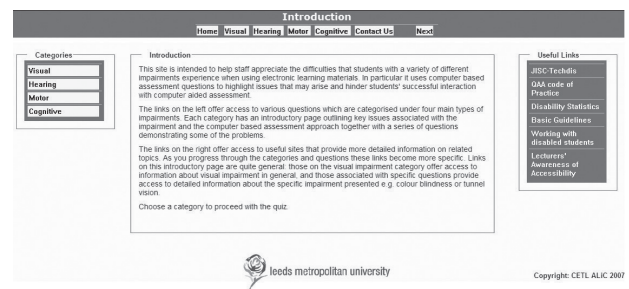 Introduction
Home Visual Hearing Motor Cognitive Contact Us Next
Categories
Visual
Hearing
Motor
Cognitive
Introduction
This site is intended to help staff appreciate the difficulties that students with a variety of different
impairments experience when using electronic learning materials. In particular it uses computer based
assessment questions to highlight issues that may arise and hinder students' successful interaction
with computer aided assessment.
The links on the left offer access to various questions which are categorised under four main types of
impairments. Each category has an introductory page outlining key issues associated with the
impairment and the computer based assessment approach together with a series of questions
demonstrating some of the problems.
The links on the right offer access to useful sites that provide more detailed information on related
topics. As you progress through the categories and questions these links become more specific. Links
on this introductory page are quite general: those on the visual impairment category offer access to
information about visual impairment in general, and those associated with specific questions provide
access to detailed information about the specific impairment presented e.g. colour blindness or tunnel
vision.
Choose a category to proceed with the quiz.
Useful Links
JISC-Techdis
QAA code of
Practice
Disability Statistics
Basic Guidelines
Working with
disabled students
Lecturers'
Awareness of
Accessibility
leeds metropolitan university
Copyright: CETL ALiC 2007